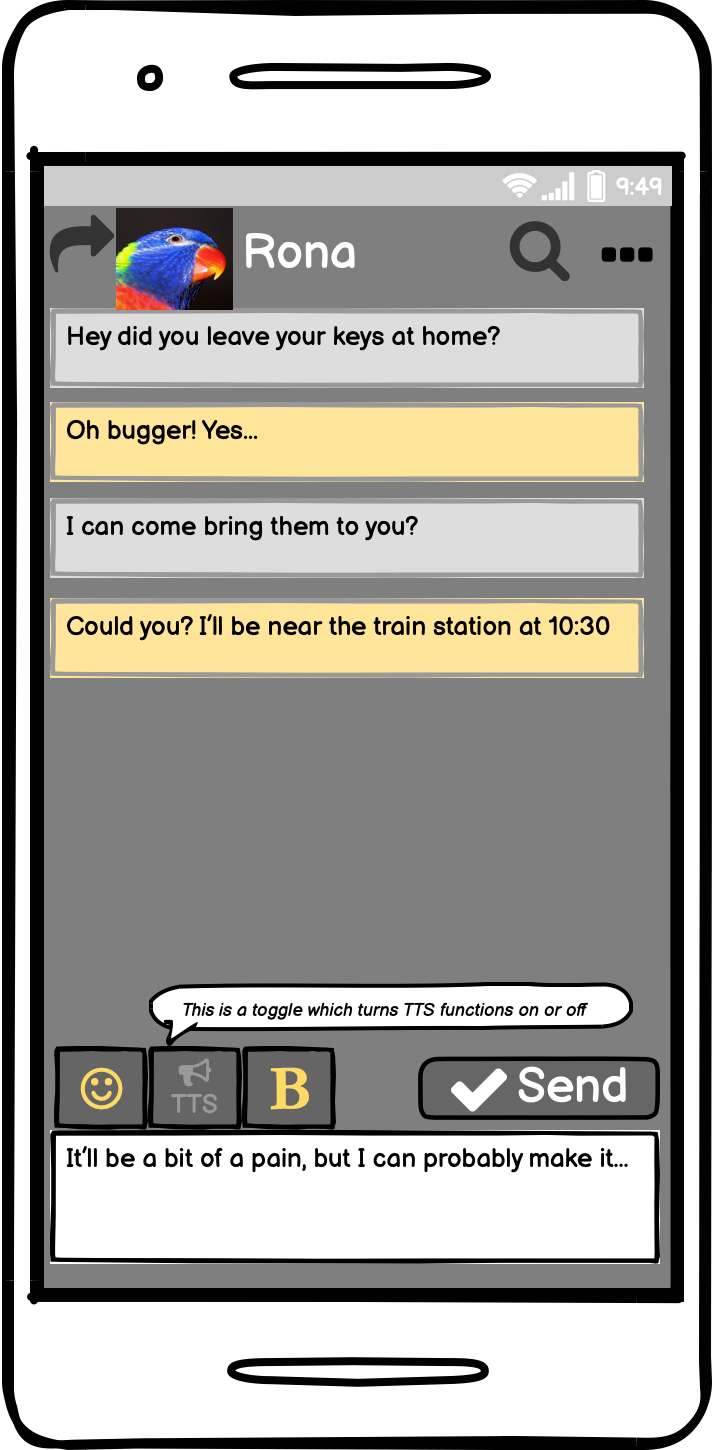 9:49
Rona
Hey did you leave your keys at home?
Oh bugger! Yes...
I can come bring them to you?
Could you? I'll be near the train station at 10:30
This is a toggle which turns TTS functions on or off
TTS
B
Send
It'll be a bit of a pain, but I can probably make it...